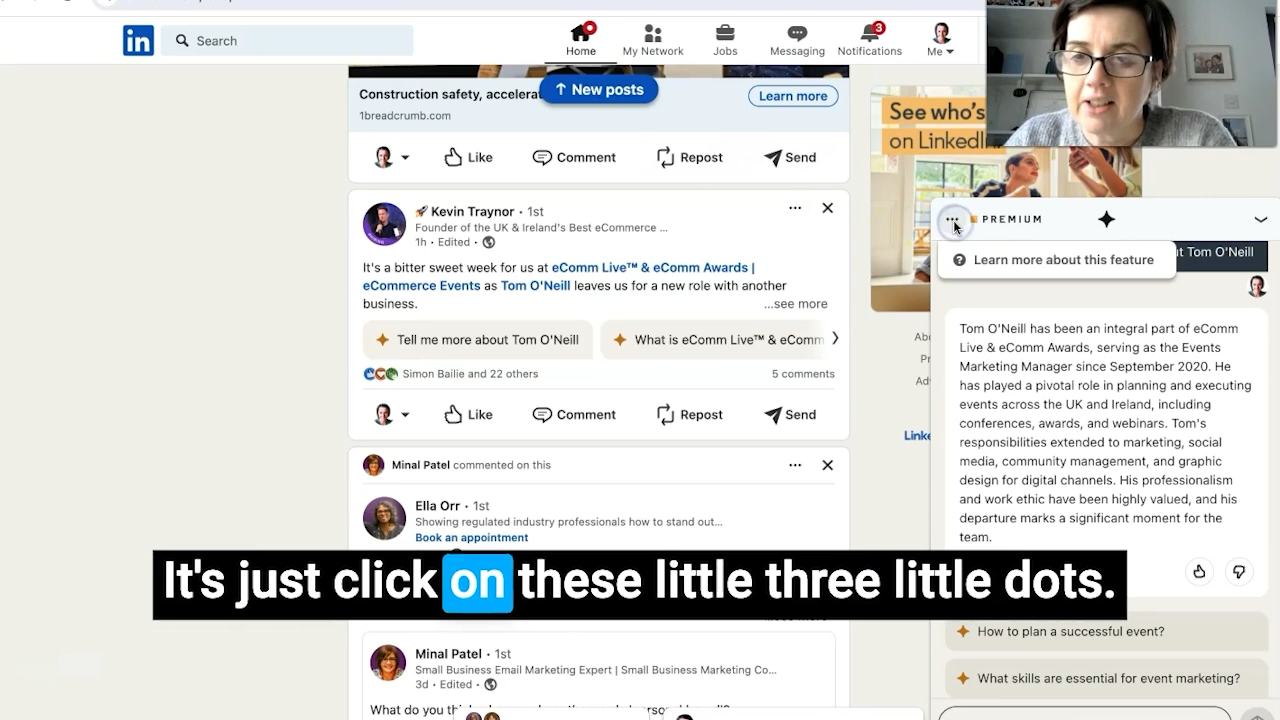 in
Search
Home
My Network
Jobs
Messaging
3
Notifications
Me
Construction safety, accelerat
↑ New posts
1breadcrumb.com
Learn more
Like
Comment
Repost
Send
🚀 Kevin Traynor · 1st
Founder of the UK & Ireland's Best eCommerce ...
1h · Edited ·
It's a bitter sweet week for us at eComm Live™ & eComm Awards |
eCommerce Events as Tom O'Neill leaves us for a new role with another
business.
...see more
Tell me more about Tom O'Neill
What is eComm Live™ & eComm
Simon Bailie and 22 others
5 comments
Like
Comment
Repost
Send
Minal Patel commented on this
Ella Orr · 1st
Showing regulated industry professionals how to stand out...
Book an appointment
It's just click on these little three little dots.
Minal Patel · 1st
Small Business Email Marketing Expert | Small Business Marketing Co...
3d · Edited ·
See who's
on LinkedIn
PREMIUM
Learn more about this feature
t Tom O'Neill
Tom O'Neill has been an integral part of eComm
Live & eComm Awards, serving as the Events
Marketing Manager since September 2020. He
has played a pivotal role in planning and executing
events across the UK and Ireland, including
conferences, awards, and webinars. Tom's
responsibilities extended to marketing, social
media, community management, and graphic
design for digital channels. His professionalism
and work ethic have been highly valued, and his
departure marks a significant moment for the
team.
How to plan a successful event?
What skills are essential for event marketing?
Abo
Pr
Ad
Linke